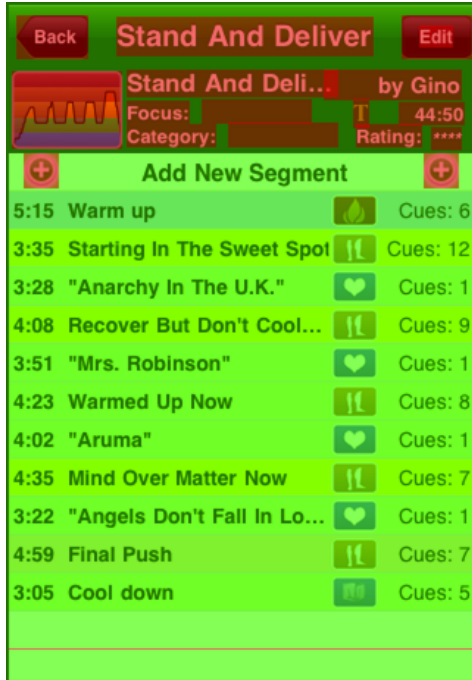 Back Stand And Deliver Edit
Stand And Deli... by Gino
Focus: T 44:50
Category: Rating: ****
Add New Segment
5:15 Warm up Cues: 6
3:35 Starting In The Sweet Spot Cues: 12
3:28 "Anarchy In The U.K." Cues: 1
4:08 Recover But Don't Cool... Cues: 9
3:51 "Mrs. Robinson" Cues: 1
4:23 Warmed Up Now Cues: 8
4:02 "Aruma" Cues: 1
4:35 Mind Over Matter Now Cues: 7
3:22 "Angels Don't Fall In Lo... Cues: 1
4:59 Final Push Cues: 7
3:05 Cool down Cues: 5